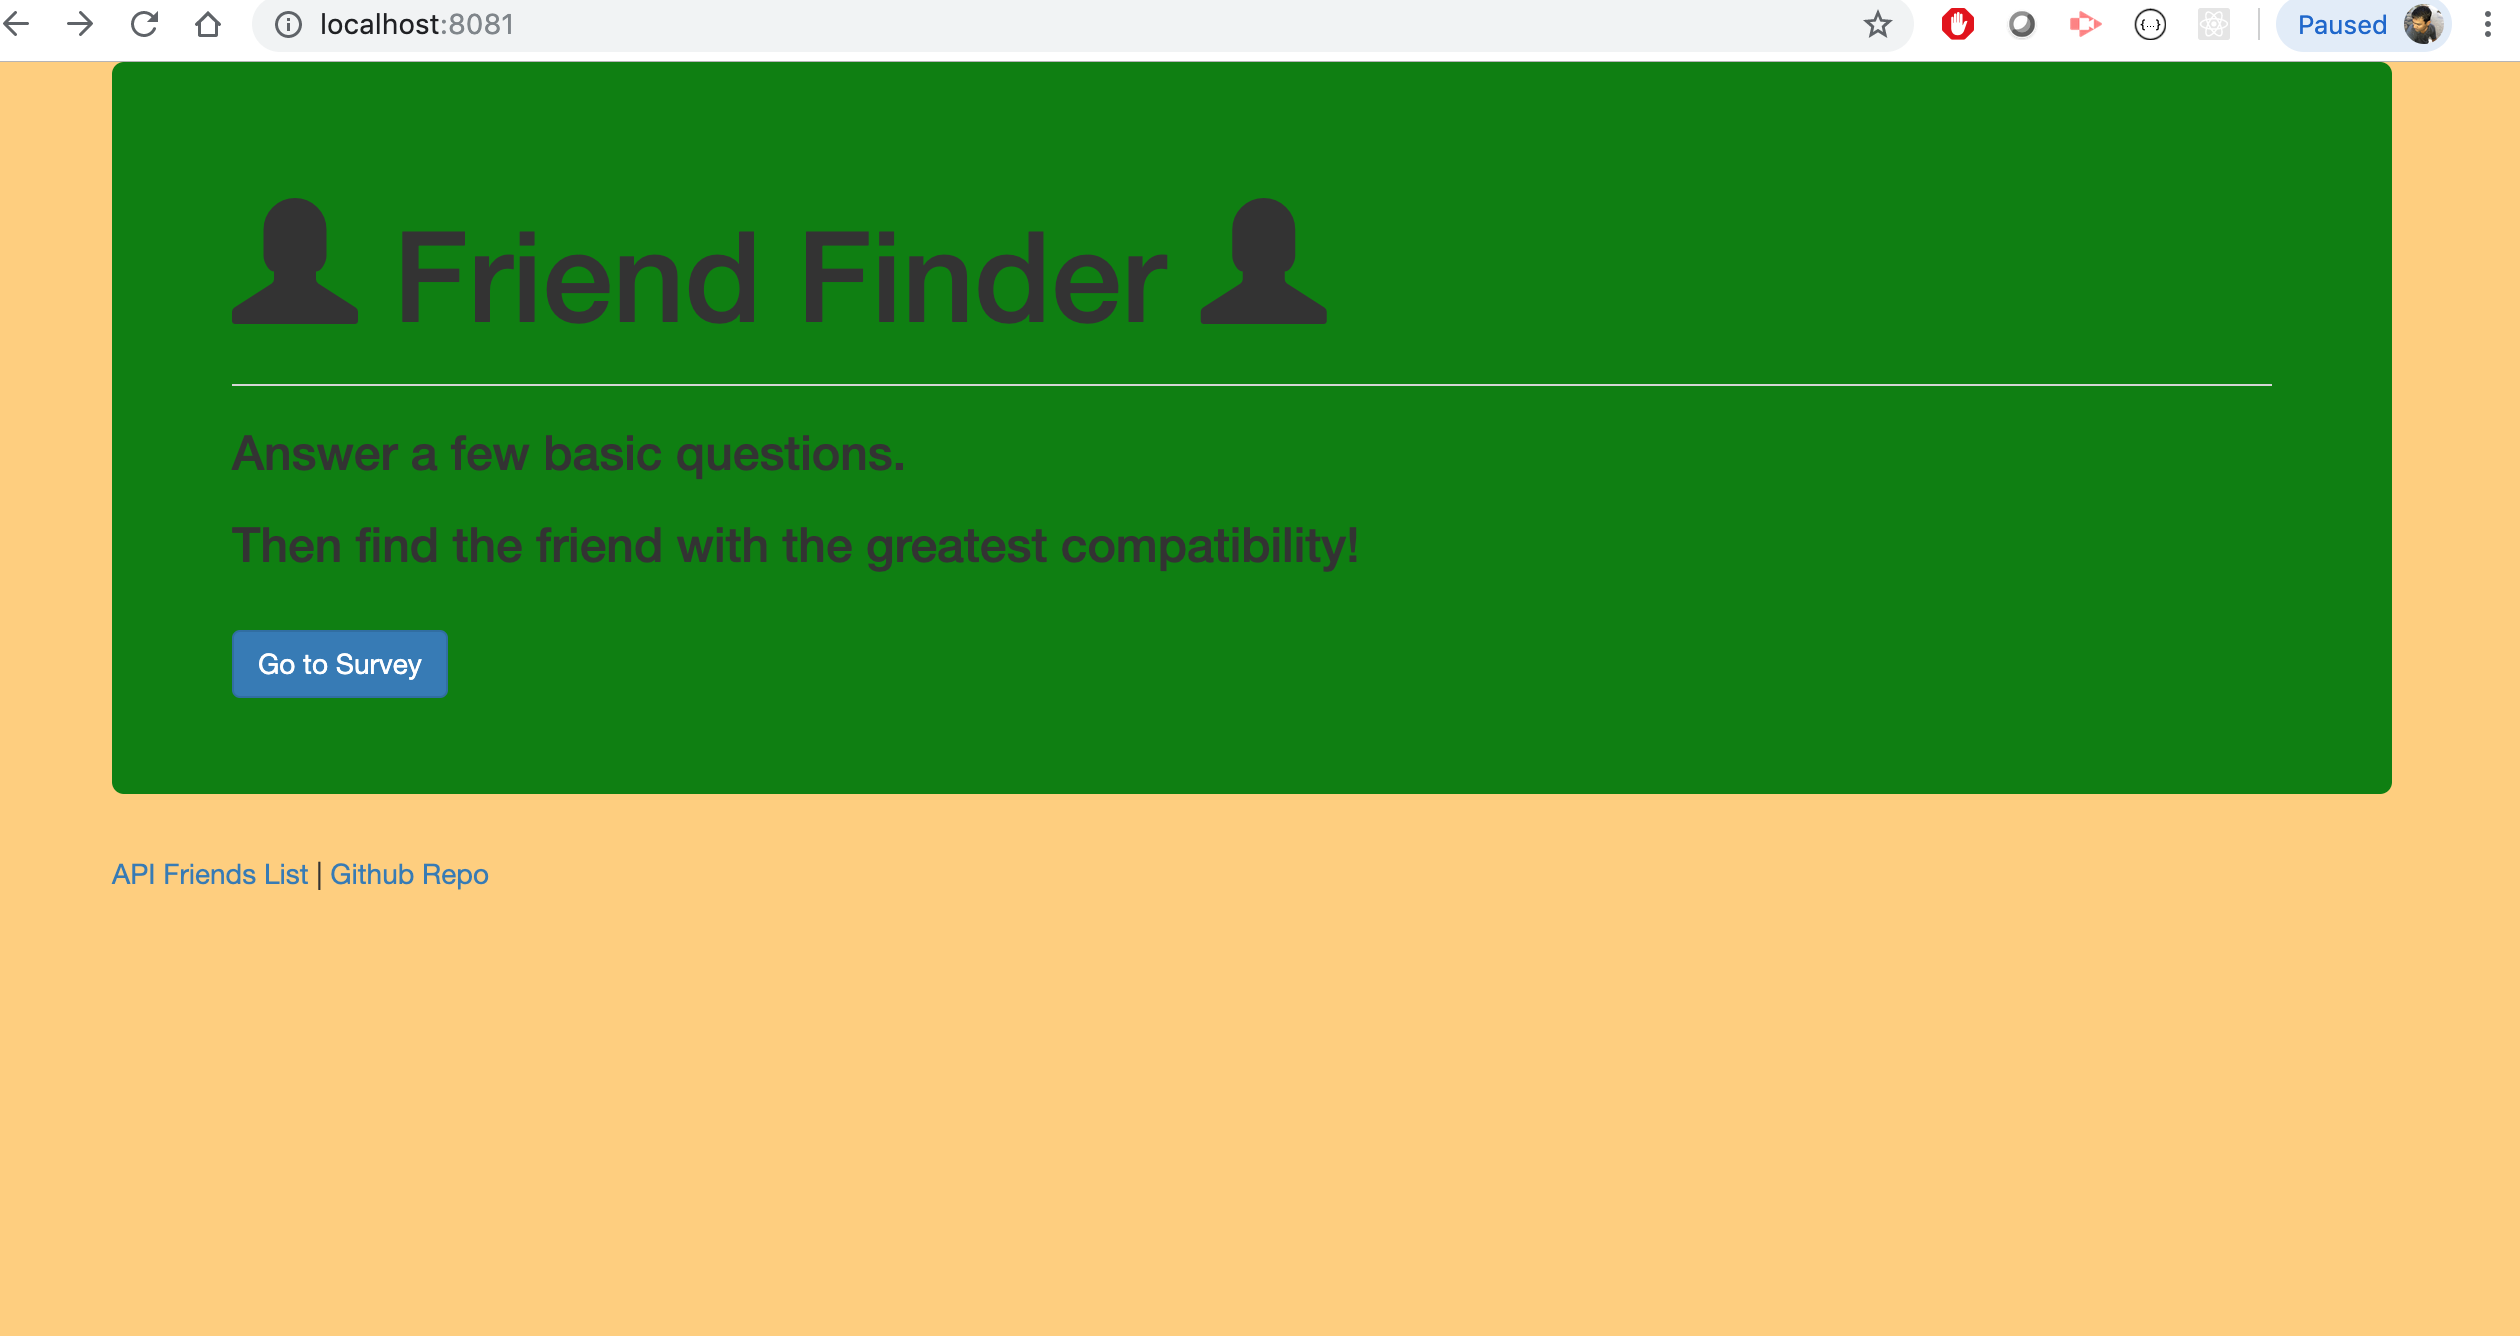 localhost:8081
{...}
Paused
Friend Finder
Answer a few basic questions.
Then find the friend with the greatest compatibility!
Go to Survey
API Friends List | Github Repo